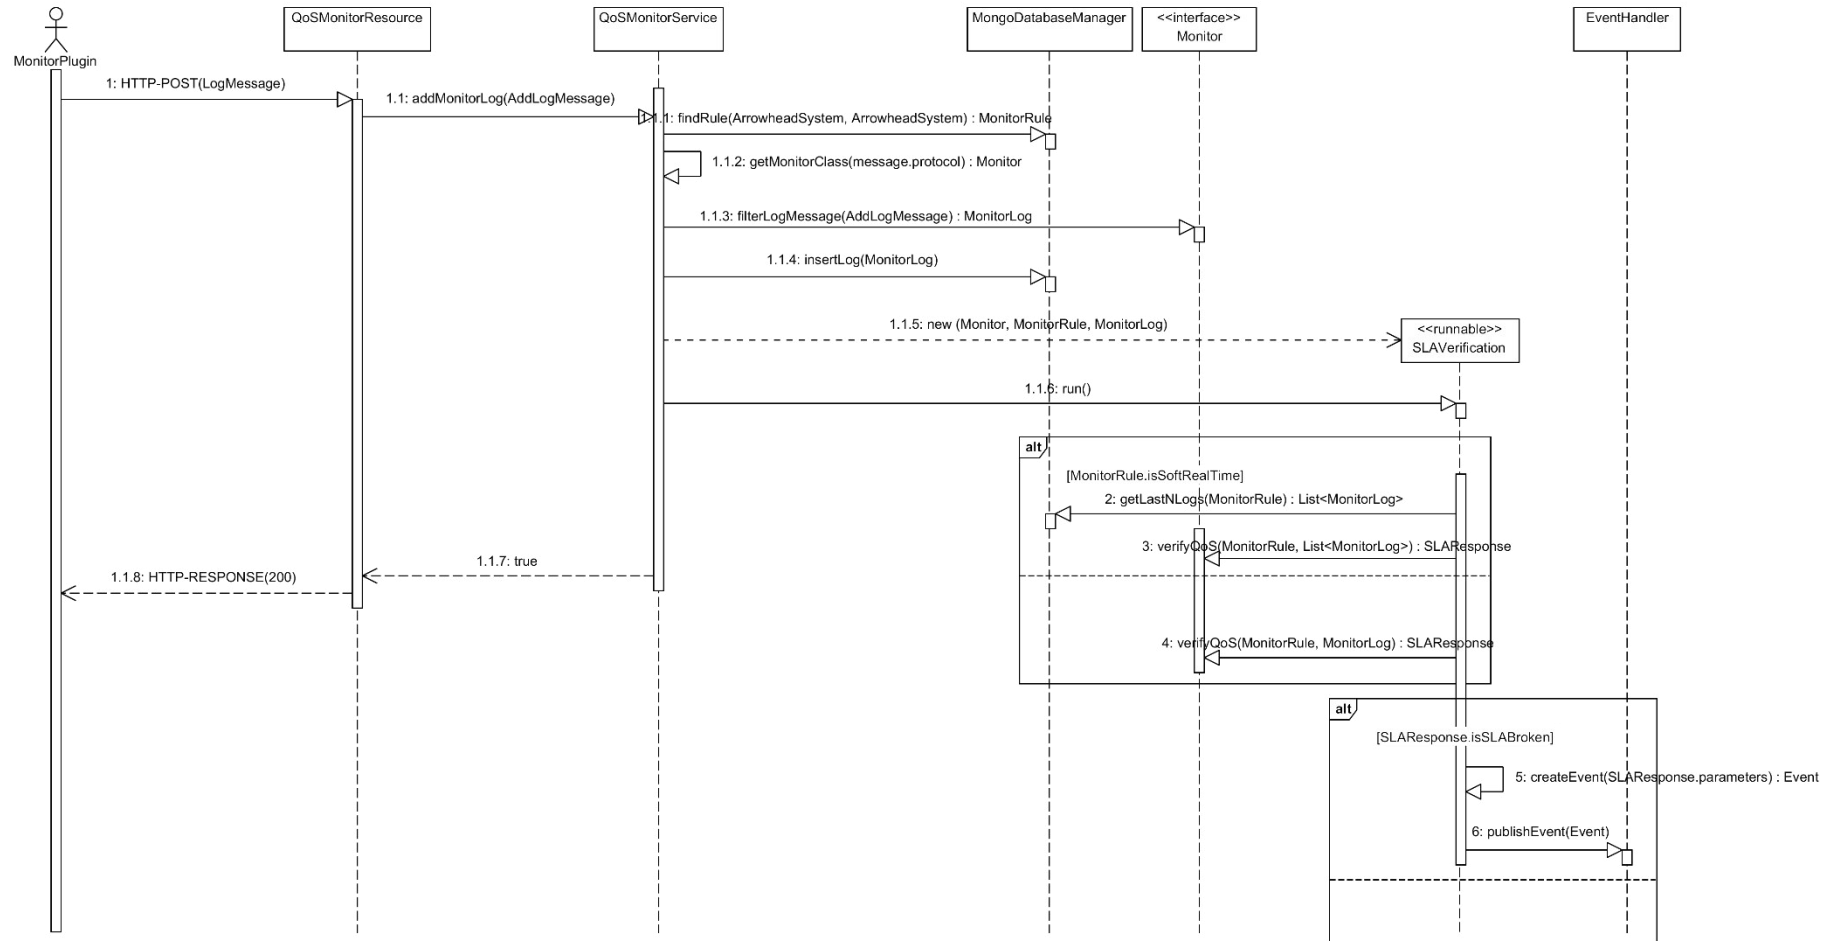 MonitorPlugin
QoSMonitorResource
QoSMonitorService
MongoDatabaseManager
<<interface>>
Monitor
EventHandler
1: HTTP-POST(LogMessage)
1.1: addMonitorLog(AddLogMessage)
1.1.1: findRule(ArrowheadSystem, ArrowheadSystem) : MonitorRule
1.1.2: getMonitorClass(message.protocol) : Monitor
1.1.3: filterLogMessage(AddLogMessage) : MonitorLog
1.1.4: insertLog(MonitorLog)
1.1.5: new (Monitor, MonitorRule, MonitorLog)
<<runnable>>
SLAVerification
1.1.6: run()
alt
[MonitorRule.isSoftRealTime]
2: getLastNLogs(MonitorRule) : List<MonitorLog>
3: verifyQoS(MonitorRule, List<MonitorLog>) : SLAResponse
1.1.7: true
1.1.8: HTTP-RESPONSE(200)
4: verifyQoS(MonitorRule, MonitorLog) : SLAResponse
alt
[SLAResponse.isSLABroken]
5: createEvent(SLAResponse.parameters) : Event
6: publishEvent(Event)